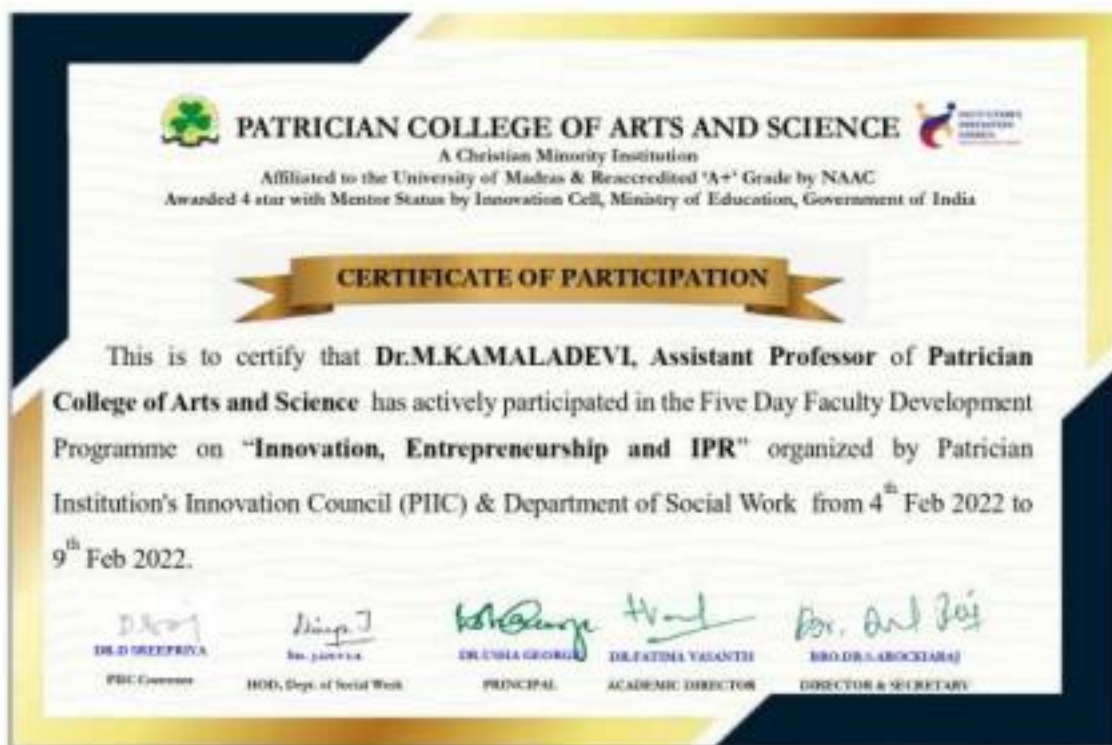 PATRICIAN COLLEGE OF ARTS AND SCIENCE
INSTITUTION'S
INNOVATION
COUNCIL
A Christian Minority Institution
Affiliated to the University of Madras & Reaccredited ‘A+’ Grade by NAAC
Awarded 4 star with Mentor Status by Innovation Cell, Ministry of Education, Government of India
CERTIFICATE OF PARTICIPATION
This is to certify that Dr.M.KAMALADEVI, Assistant Professor of Patrician
College of Arts and Science has actively participated in the Five Day Faculty Development
Programme on “Innovation, Entrepreneurship and IPR” organized by Patrician
Institution's Innovation Council (PIIC) & Department of Social Work from 4th Feb 2022 to
9th Feb 2022.
DR.D SREEPRIYA
DR.USHA GEORGE
DR.FATIMA VASANTH
BRO.DR.S.AROCKIARAJ
PIIC Convenor
HOD, Dept. of Social Work
PRINCIPAL
ACADEMIC DIRECTOR
DIRECTOR & SECRETARY